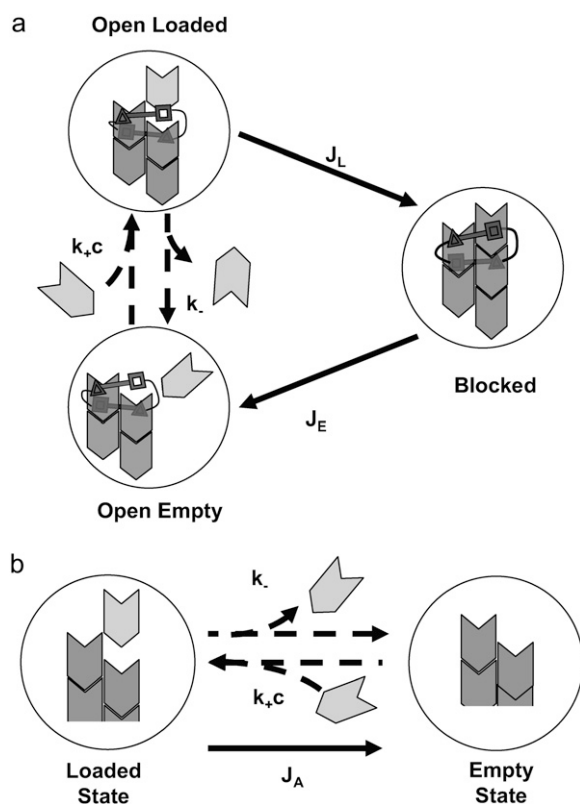 a
Open Loaded
J_L
k_+c
k_-
Blocked
J_E
Open Empty
b
k_-
k_+c
J_A
Loaded
State
Empty
State